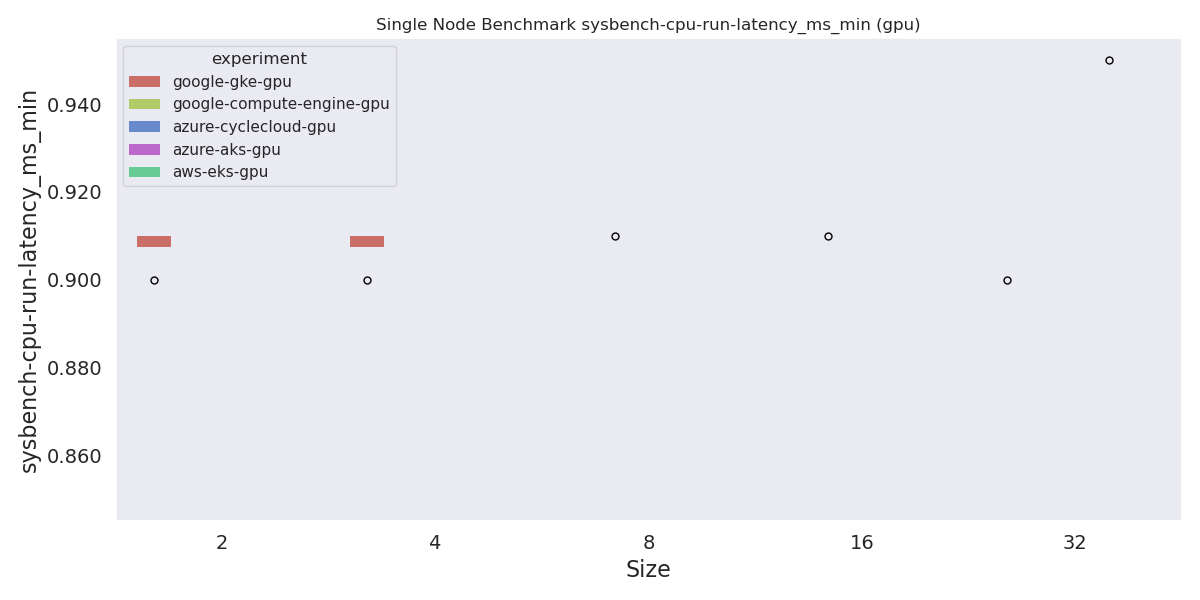 Single Node Benchmark sysbench-cpu-run-latency_ms_min (gpu)
experiment
google-gke-gpu
google-compute-engine-gpu
azure-cyclecloud-gpu
azure-aks-gpu
aws-eks-gpu
sysbench-cpu-run-latency_ms_min
0.940
0.920
0.900
0.880
0.860
2 4 8 16 32
Size